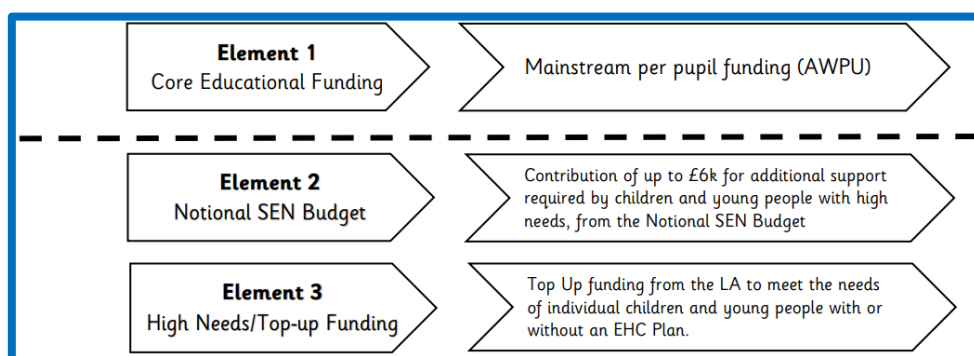 Element 1
Core Educational Funding
Mainstream per pupil funding (AWPU)
Element 2
Notional SEN Budget
Contribution of up to £6k for additional support
required by children and young people with high
needs, from the Notional SEN Budget
Element 3
High Needs/Top-up Funding
Top Up funding from the LA to meet the needs
of individual children and young people with or
without an EHC Plan.